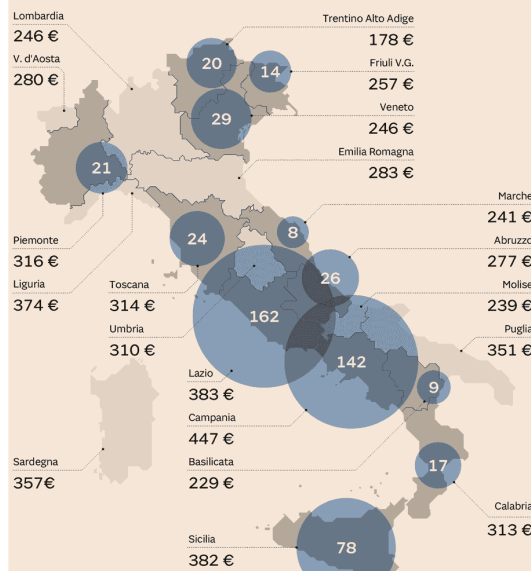 Lombardia
246 €
V. d'Aosta
280 €
Trentino Alto Adige
178 €
Friuli V.G.
257 €
Veneto
246 €
Emilia Romagna
283 €
20
14
29
21
Marche
241 €
Abruzzo
277 €
Molise
239 €
Puglia
351 €
Piemonte
316 €
Liguria
374 €
Toscana
314 €
Umbria
310 €
24
8
26
162
142
9
Lazio
383 €
Campania
447 €
Basilicata
229 €
Sardegna
357€
17
Calabria
313 €
Sicilia
382 €
78